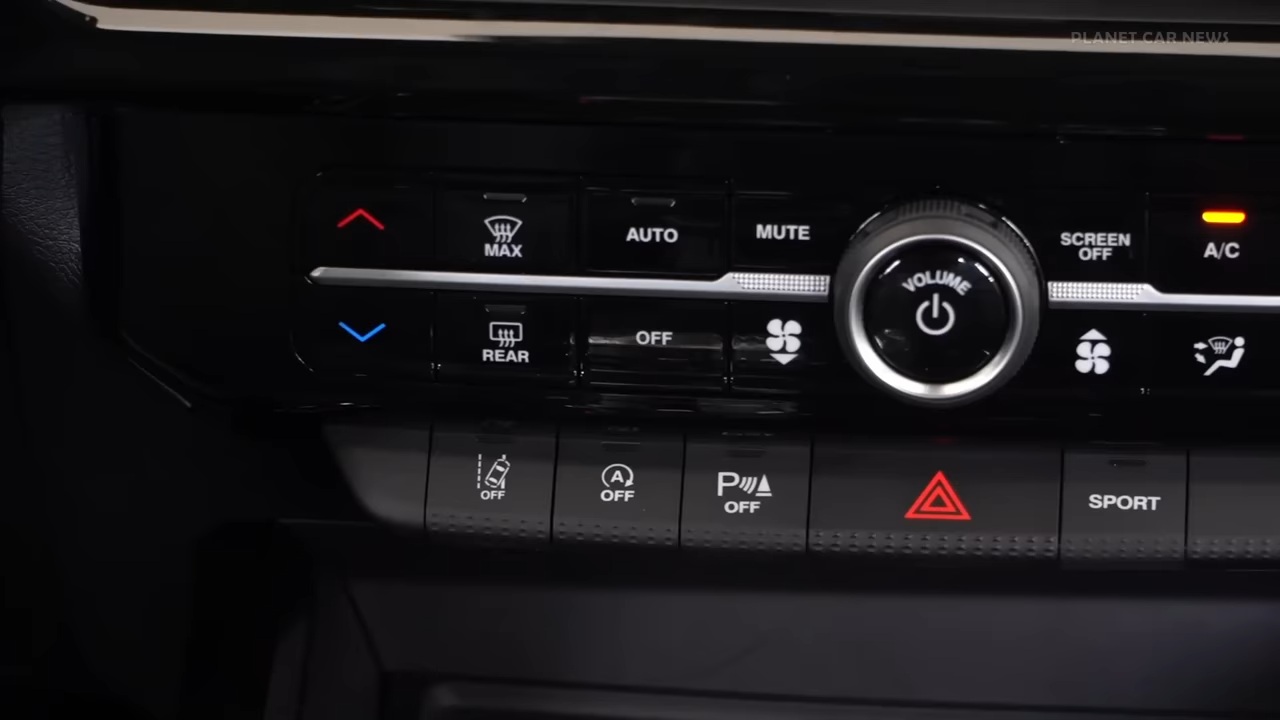 PLANET CAR NEWS
MAX
AUTO
MUTE
VOLUME
SCREEN
OFF
A/C
REAR
OFF
OFF
A
OFF
P
OFF
SPORT